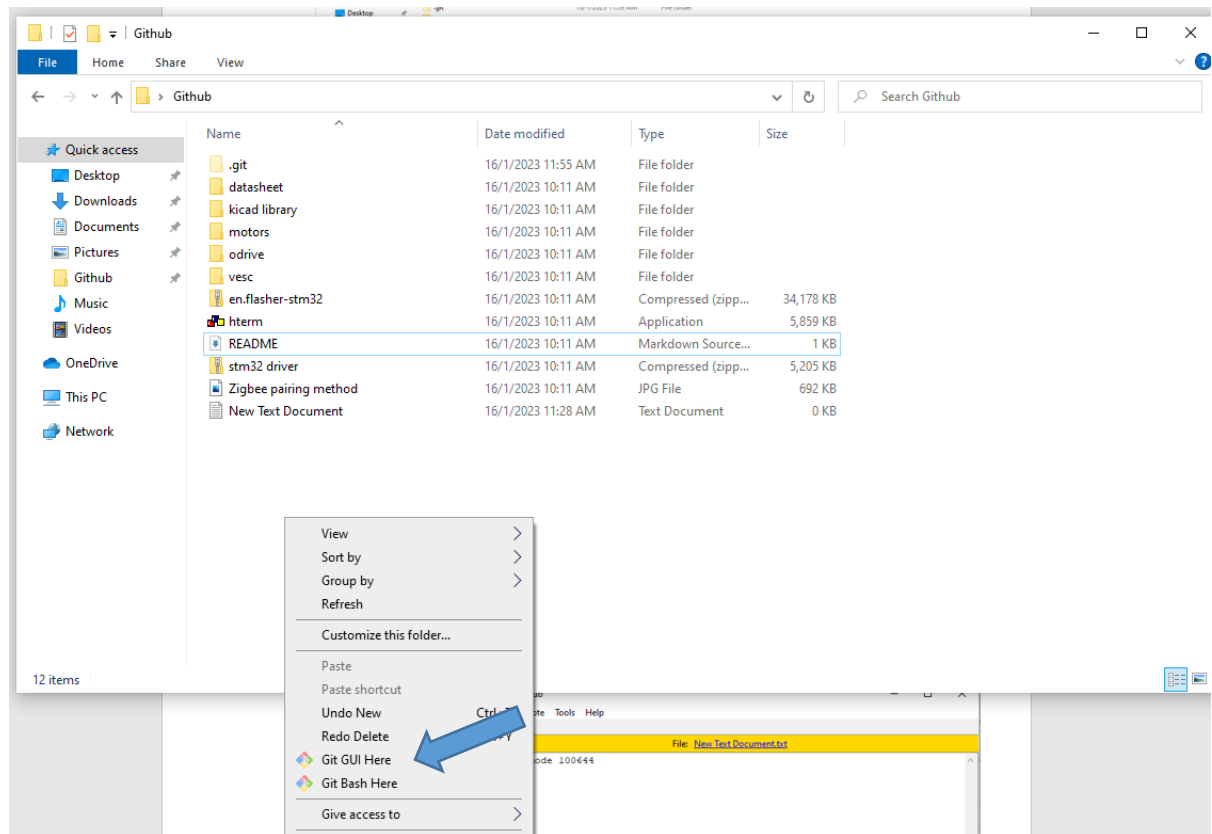 Desktop .git 16/1/2023 11:55 AM File folder
Github
File Home Share View
Github
Search Github
Name Date modified Type Size
Quick access
Desktop
Downloads
Documents
Pictures
Github
Music
Videos
OneDrive
This PC
Network
.git 16/1/2023 11:55 AM File folder
datasheet 16/1/2023 10:11 AM File folder
kicad library 16/1/2023 10:11 AM File folder
motors 16/1/2023 10:11 AM File folder
odrive 16/1/2023 10:11 AM File folder
vesc 16/1/2023 10:11 AM File folder
en.flasher-stm32 16/1/2023 10:11 AM Compressed (zipp... 34,178 KB
hterm 16/1/2023 10:11 AM Application 5,859 KB
README 16/1/2023 10:11 AM Markdown Source... 1 KB
stm32 driver 16/1/2023 10:11 AM Compressed (zipp... 5,205 KB
Zigbee pairing method 16/1/2023 10:11 AM JPG File 692 KB
New Text Document 16/1/2023 11:28 AM Text Document 0 KB
12 items
View
Sort by
Group by
Refresh
Customize this folder...
Paste
Paste shortcut
Undo New
Redo Delete
Git GUI Here
Git Bash Here
Give access to
Tools Help
File: New Text Document.txt
100644